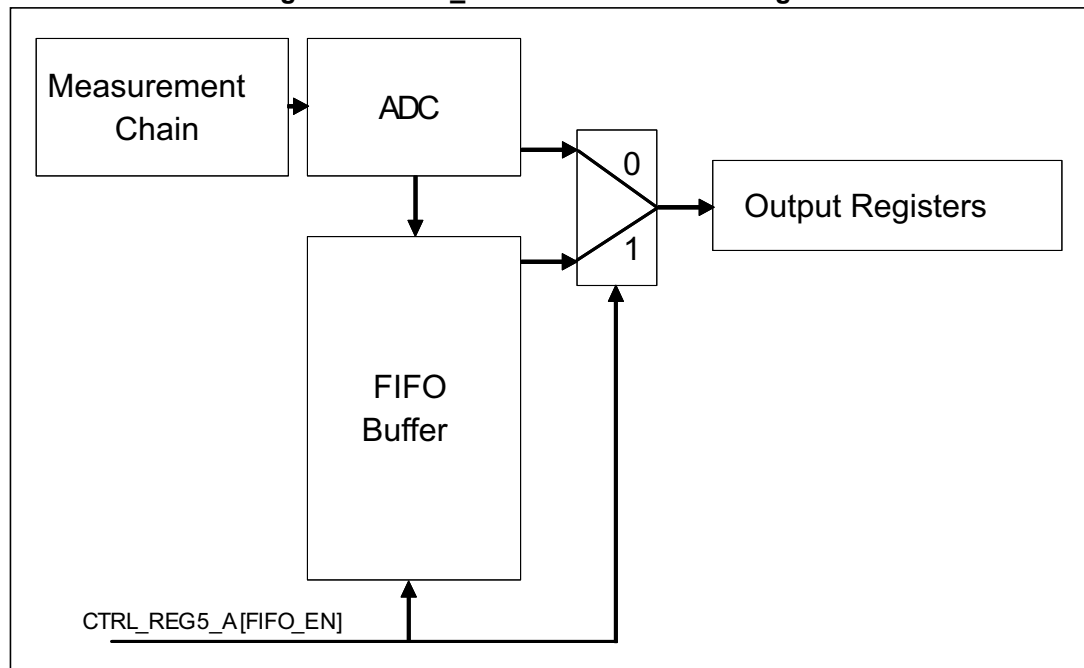 Measurement
Chain
ADC
0
1
Output Registers
FIFO
Buffer
CTRL_REG5_A[FIFO_EN]